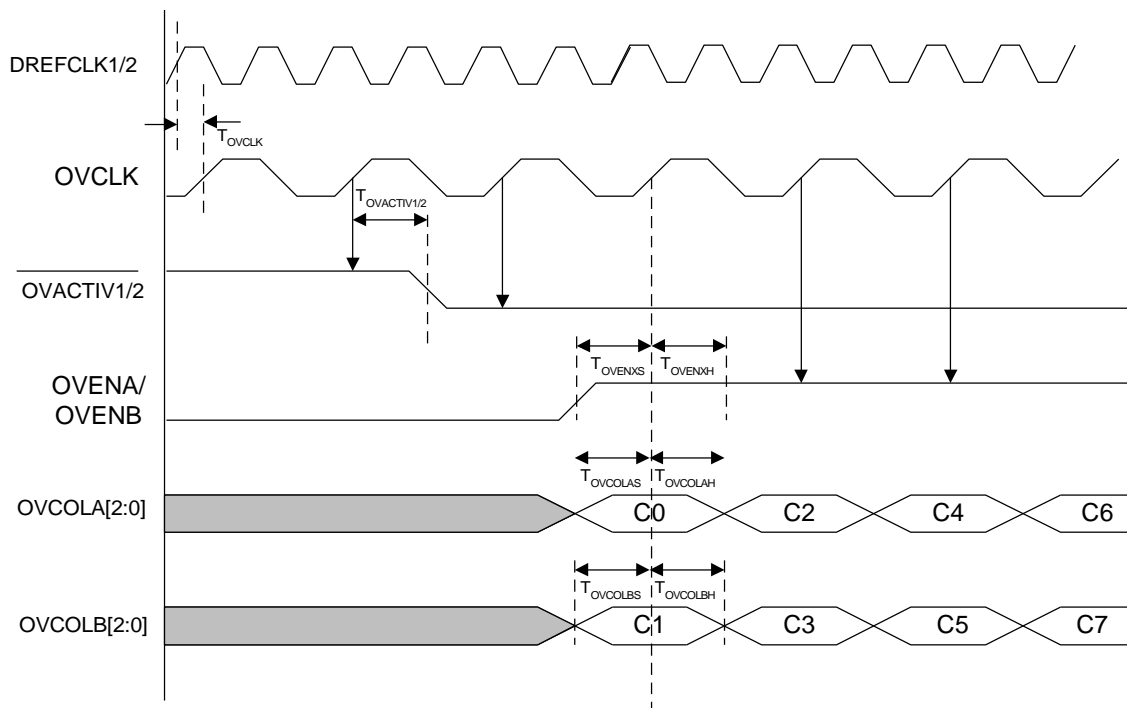 DREFCLK1/2
TOVCLK
OVCLK
TOVACTIV1/2
OVACTIV1/2
TOVENXS
TOVENXH
OVENA/
OVENB
TOVCOLAS
TOVCOLAH
OVCOLA[2:0]
C0
C2
C4
C6
TOVCOLBS
TOVCOLBH
OVCOLB[2:0]
C1
C3
C5
C7